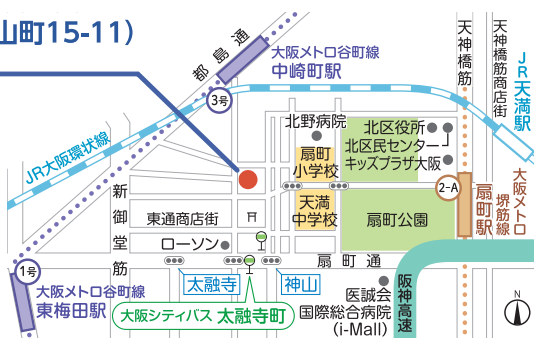 山町15-11）
都島通
大阪メトロ谷町線
中崎町駅
3号
天神橋筋
天神橋筋商店街
JR天満駅
JR大阪環状線
北野病院
北区役所
北区民センター
キッズプラザ大阪
扇町
小学校
2-A
大阪メトロ
堺筋線
扇町駅
新御堂筋
東通商店街
天満
中学校
扇町公園
ローソン
扇町通
1号
大阪メトロ谷町線
東梅田駅
太融寺
神山
大阪シティバス 太融寺町
医誠会
国際総合病院
（i-Mall）
阪神高速
N